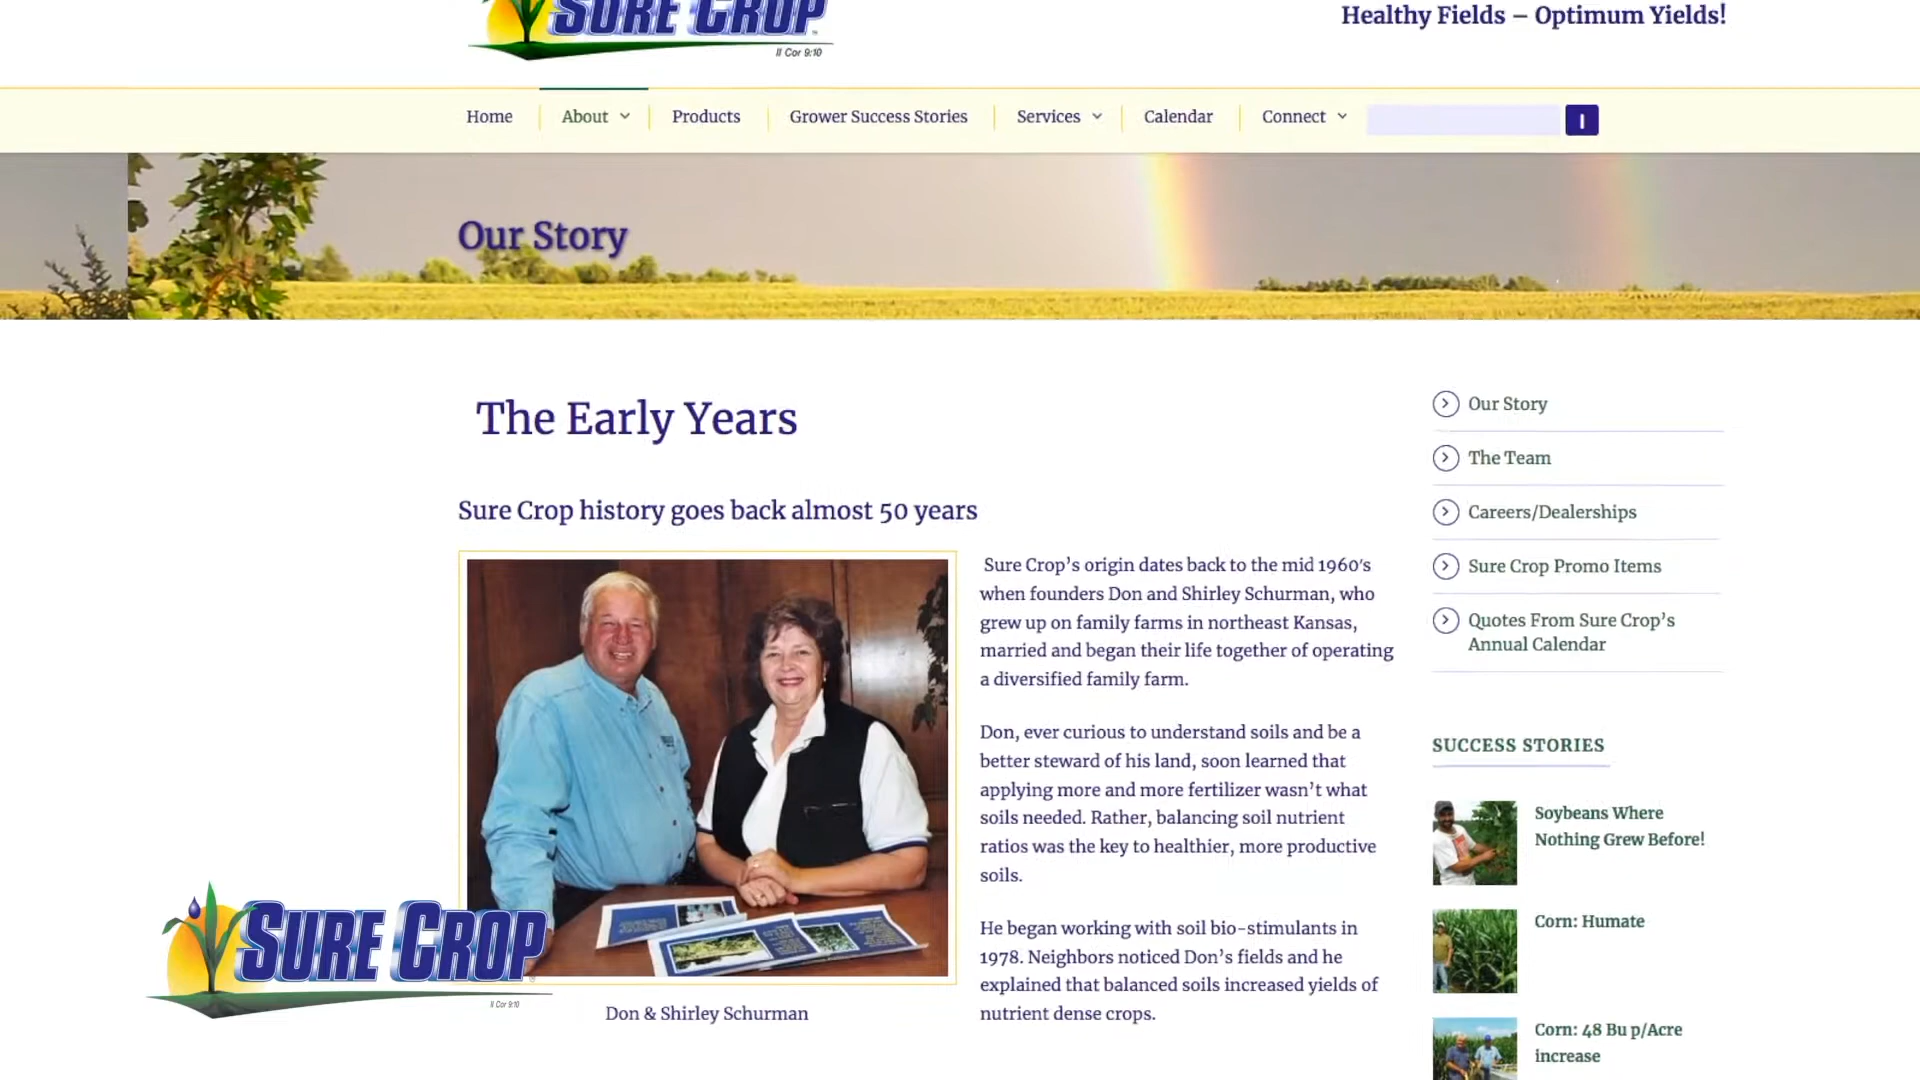 SURE CROP
II Cor 9:10
Healthy Fields – Optimum Yields!
Home
About
Products
Grower Success Stories
Services
Calendar
Connect
Our Story
The Early Years
Sure Crop history goes back almost 50 years
Sure Crop’s origin dates back to the mid 1960's
when founders Don and Shirley Schurman, who
grew up on family farms in northeast Kansas,
married and began their life together of operating
a diversified family farm.
Don, ever curious to understand soils and be a
better steward of his land, soon learned that
applying more and more fertilizer wasn’t what
soils needed. Rather, balancing soil nutrient
ratios was the key to healthier, more productive
soils.
He began working with soil bio-stimulants in
1978. Neighbors noticed Don’s fields and he
explained that balanced soils increased yields of
nutrient dense crops.
Don & Shirley Schurman
Our Story
The Team
Careers/Dealerships
Sure Crop Promo Items
Quotes From Sure Crop’s
Annual Calendar
SUCCESS STORIES
Soybeans Where
Nothing Grew Before!
Corn: Humate
Corn: 48 Bu p/Acre
increase
SURE CROP
II Cor 9:10